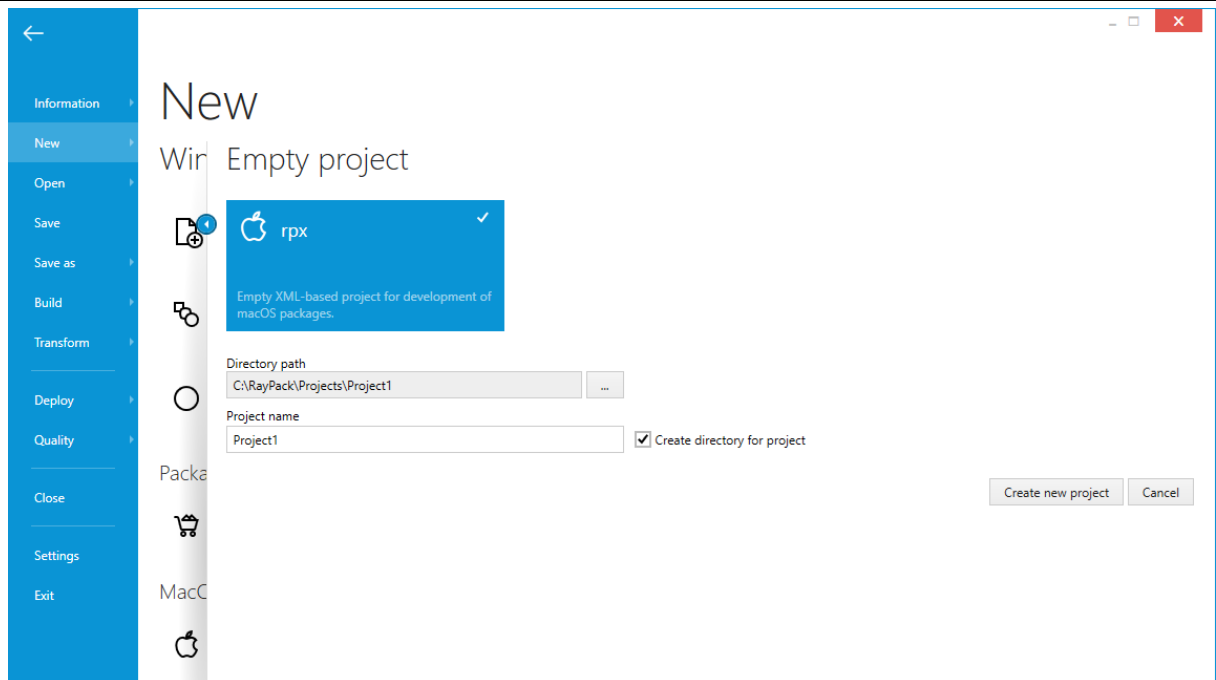 Information
New
Open
Save
Save as
Build
Transform
Deploy
Quality
Close
Settings
Exit
New
Win
Packa
MacO
Empty project
rpx
Empty XML-based project for development of
macOS packages.
Directory path
C:\RayPack\Projects\Project1
...
Project name
Project1
Create directory for project
Create new project
Cancel